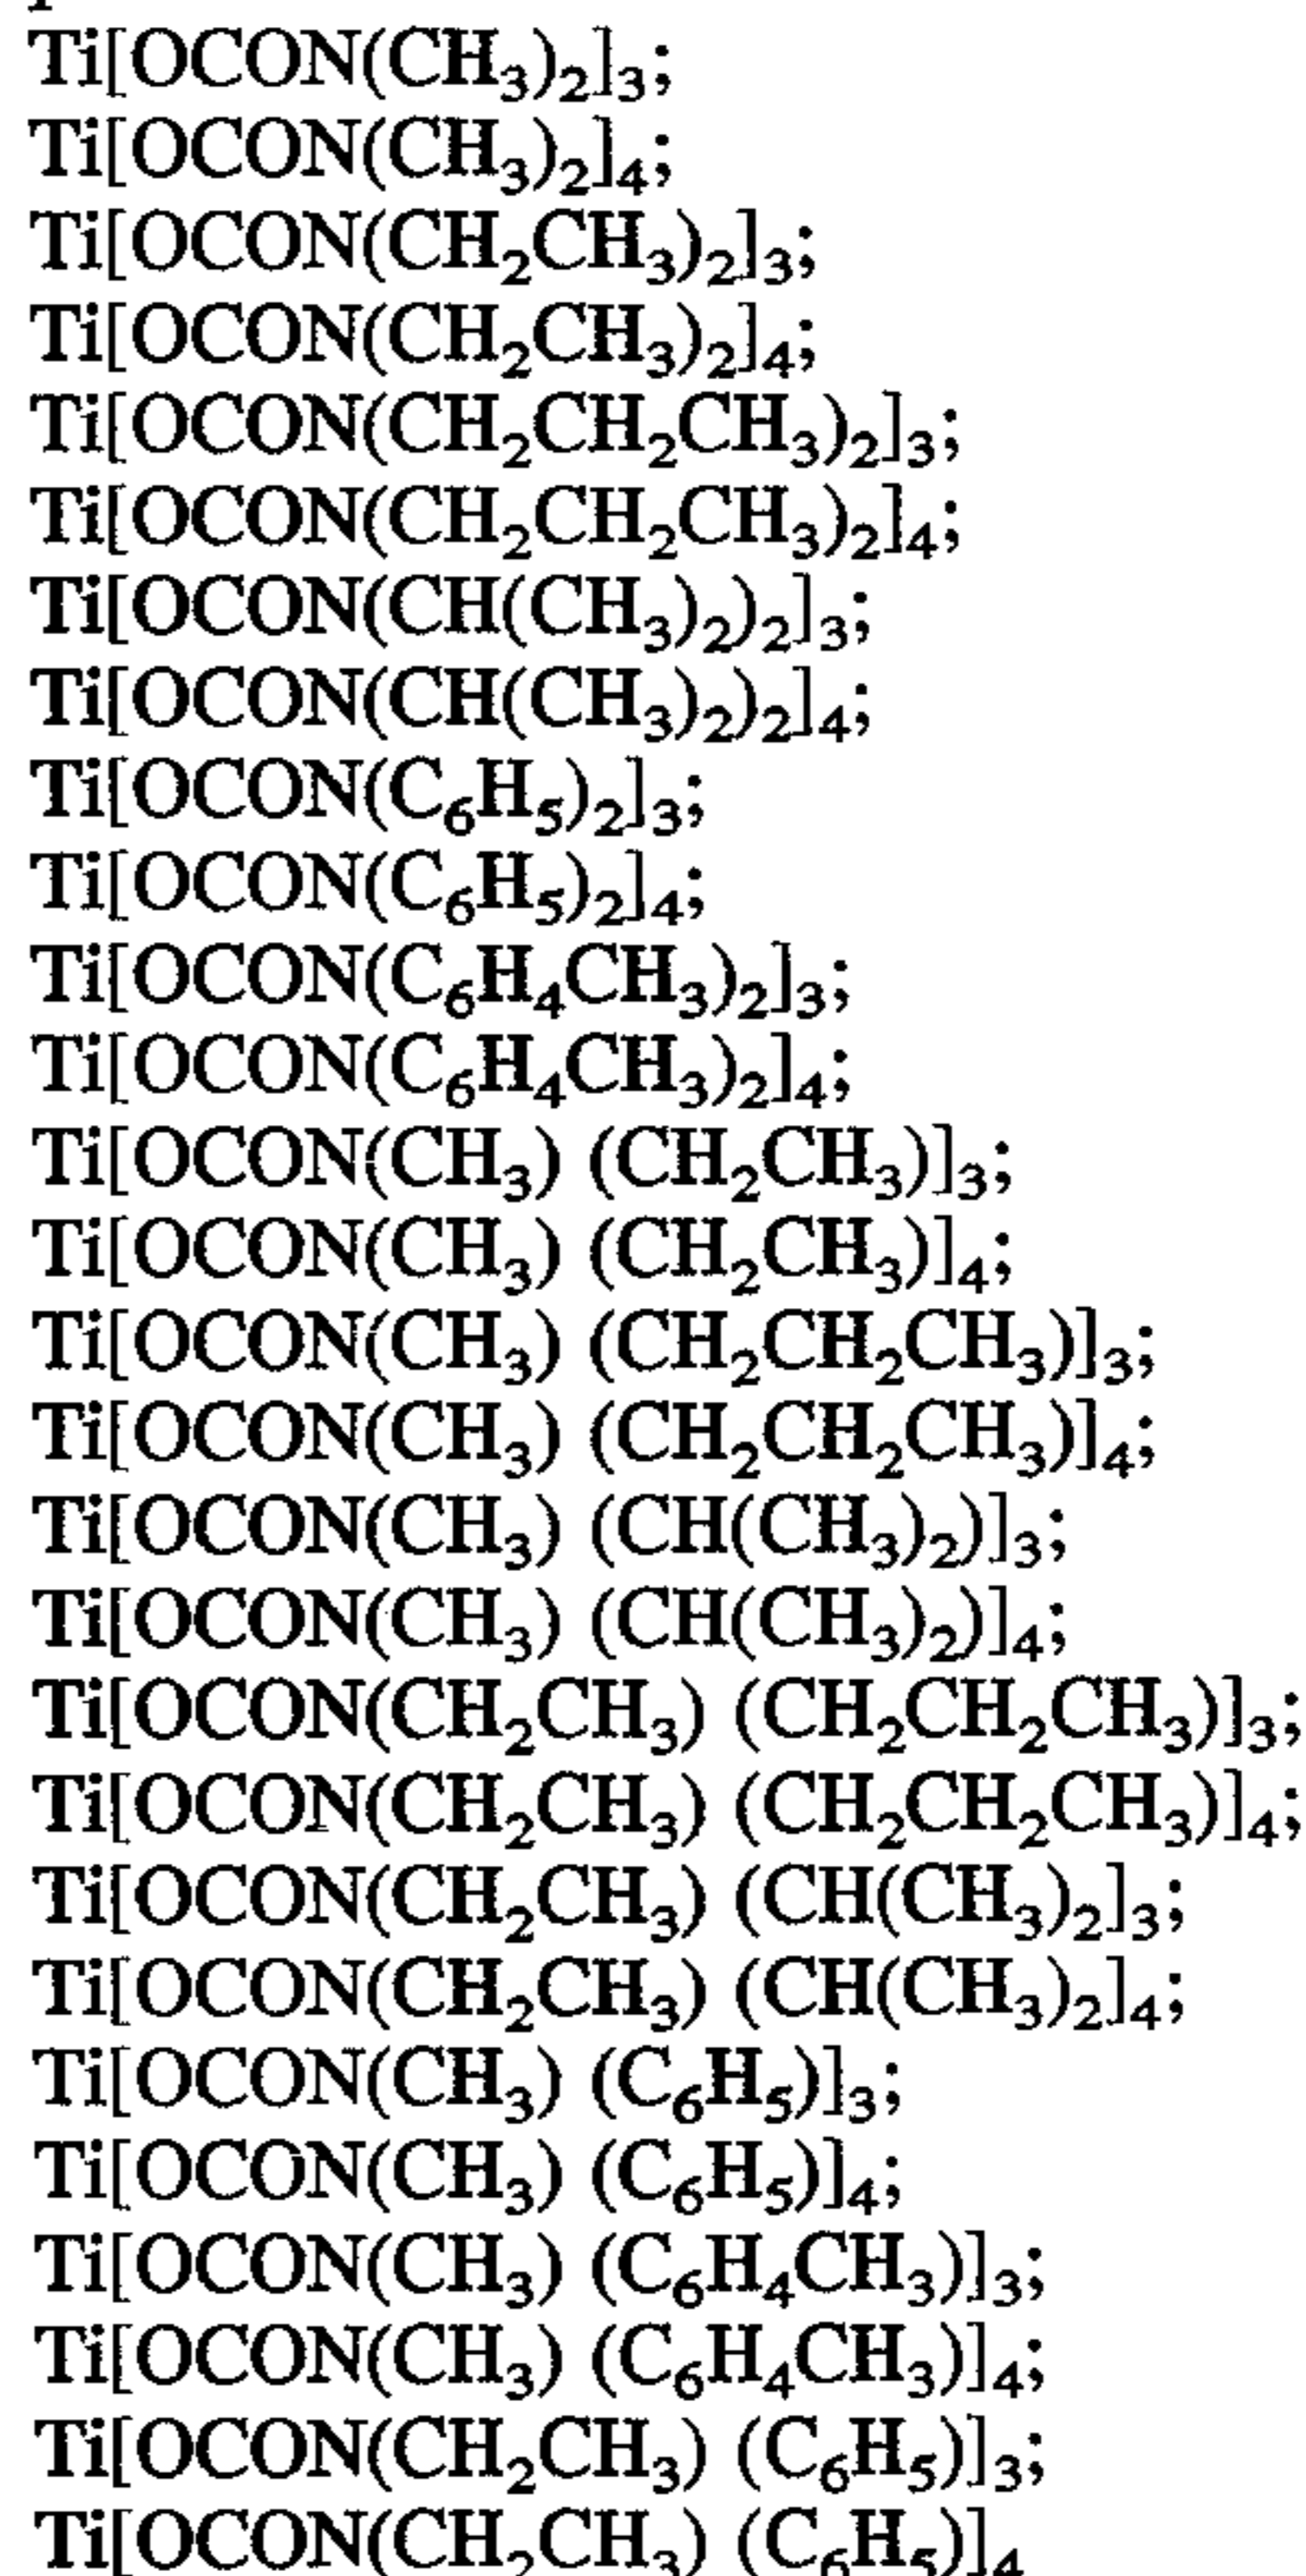 Ti[OCON(CH₃)₂]₃;
Ti[OCON(CH₃)₂]₄;
Ti[OCON(CH₂CH₃)₂]₃;
Ti[OCON(CH₂CH₃)₂]₄;
Ti[OCON(CH₂CH₂CH₃)₂]₃;
Ti[OCON(CH₂CH₂CH₃)₂]₄;
Ti[OCON(CH(CH₃)₂)₂]₃;
Ti[OCON(CH(CH₃)₂)₂]₄;
Ti[OCON(C₆H₅)₂]₃;
Ti[OCON(C₆H₅)₂]₄;
Ti[OCON(C₆H₄CH₃)₂]₃;
Ti[OCON(C₆H₄CH₃)₂]₄;
Ti[OCON(CH₃) (CH₂CH₃)]₃;
Ti[OCON(CH₃) (CH₂CH₃)]₄;
Ti[OCON(CH₃) (CH₂CH₂CH₃)]₃;
Ti[OCON(CH₃) (CH₂CH₂CH₃)]₄;
Ti[OCON(CH₃) (CH(CH₃)₂)]₃;
Ti[OCON(CH₃) (CH(CH₃)₂)]₄;
Ti[OCON(CH₂CH₃) (CH₂CH₂CH₃)]₃;
Ti[OCON(CH₂CH₃) (CH₂CH₂CH₃)]₄;
Ti[OCON(CH₂CH₃) (CH(CH₃)₂]₃;
Ti[OCON(CH₂CH₃) (CH(CH₃)₂]₄;
Ti[OCON(CH₃) (C₆H₅)]₃;
Ti[OCON(CH₃) (C₆H₅)]₄;
Ti[OCON(CH₃) (C₆H₄CH₃)]₃;
Ti[OCON(CH₃) (C₆H₄CH₃)]₄;
Ti[OCON(CH₂CH₃) (C₆H₅)]₃;
Ti[OCON(CH₂CH₃) (C₆H₅)]₄